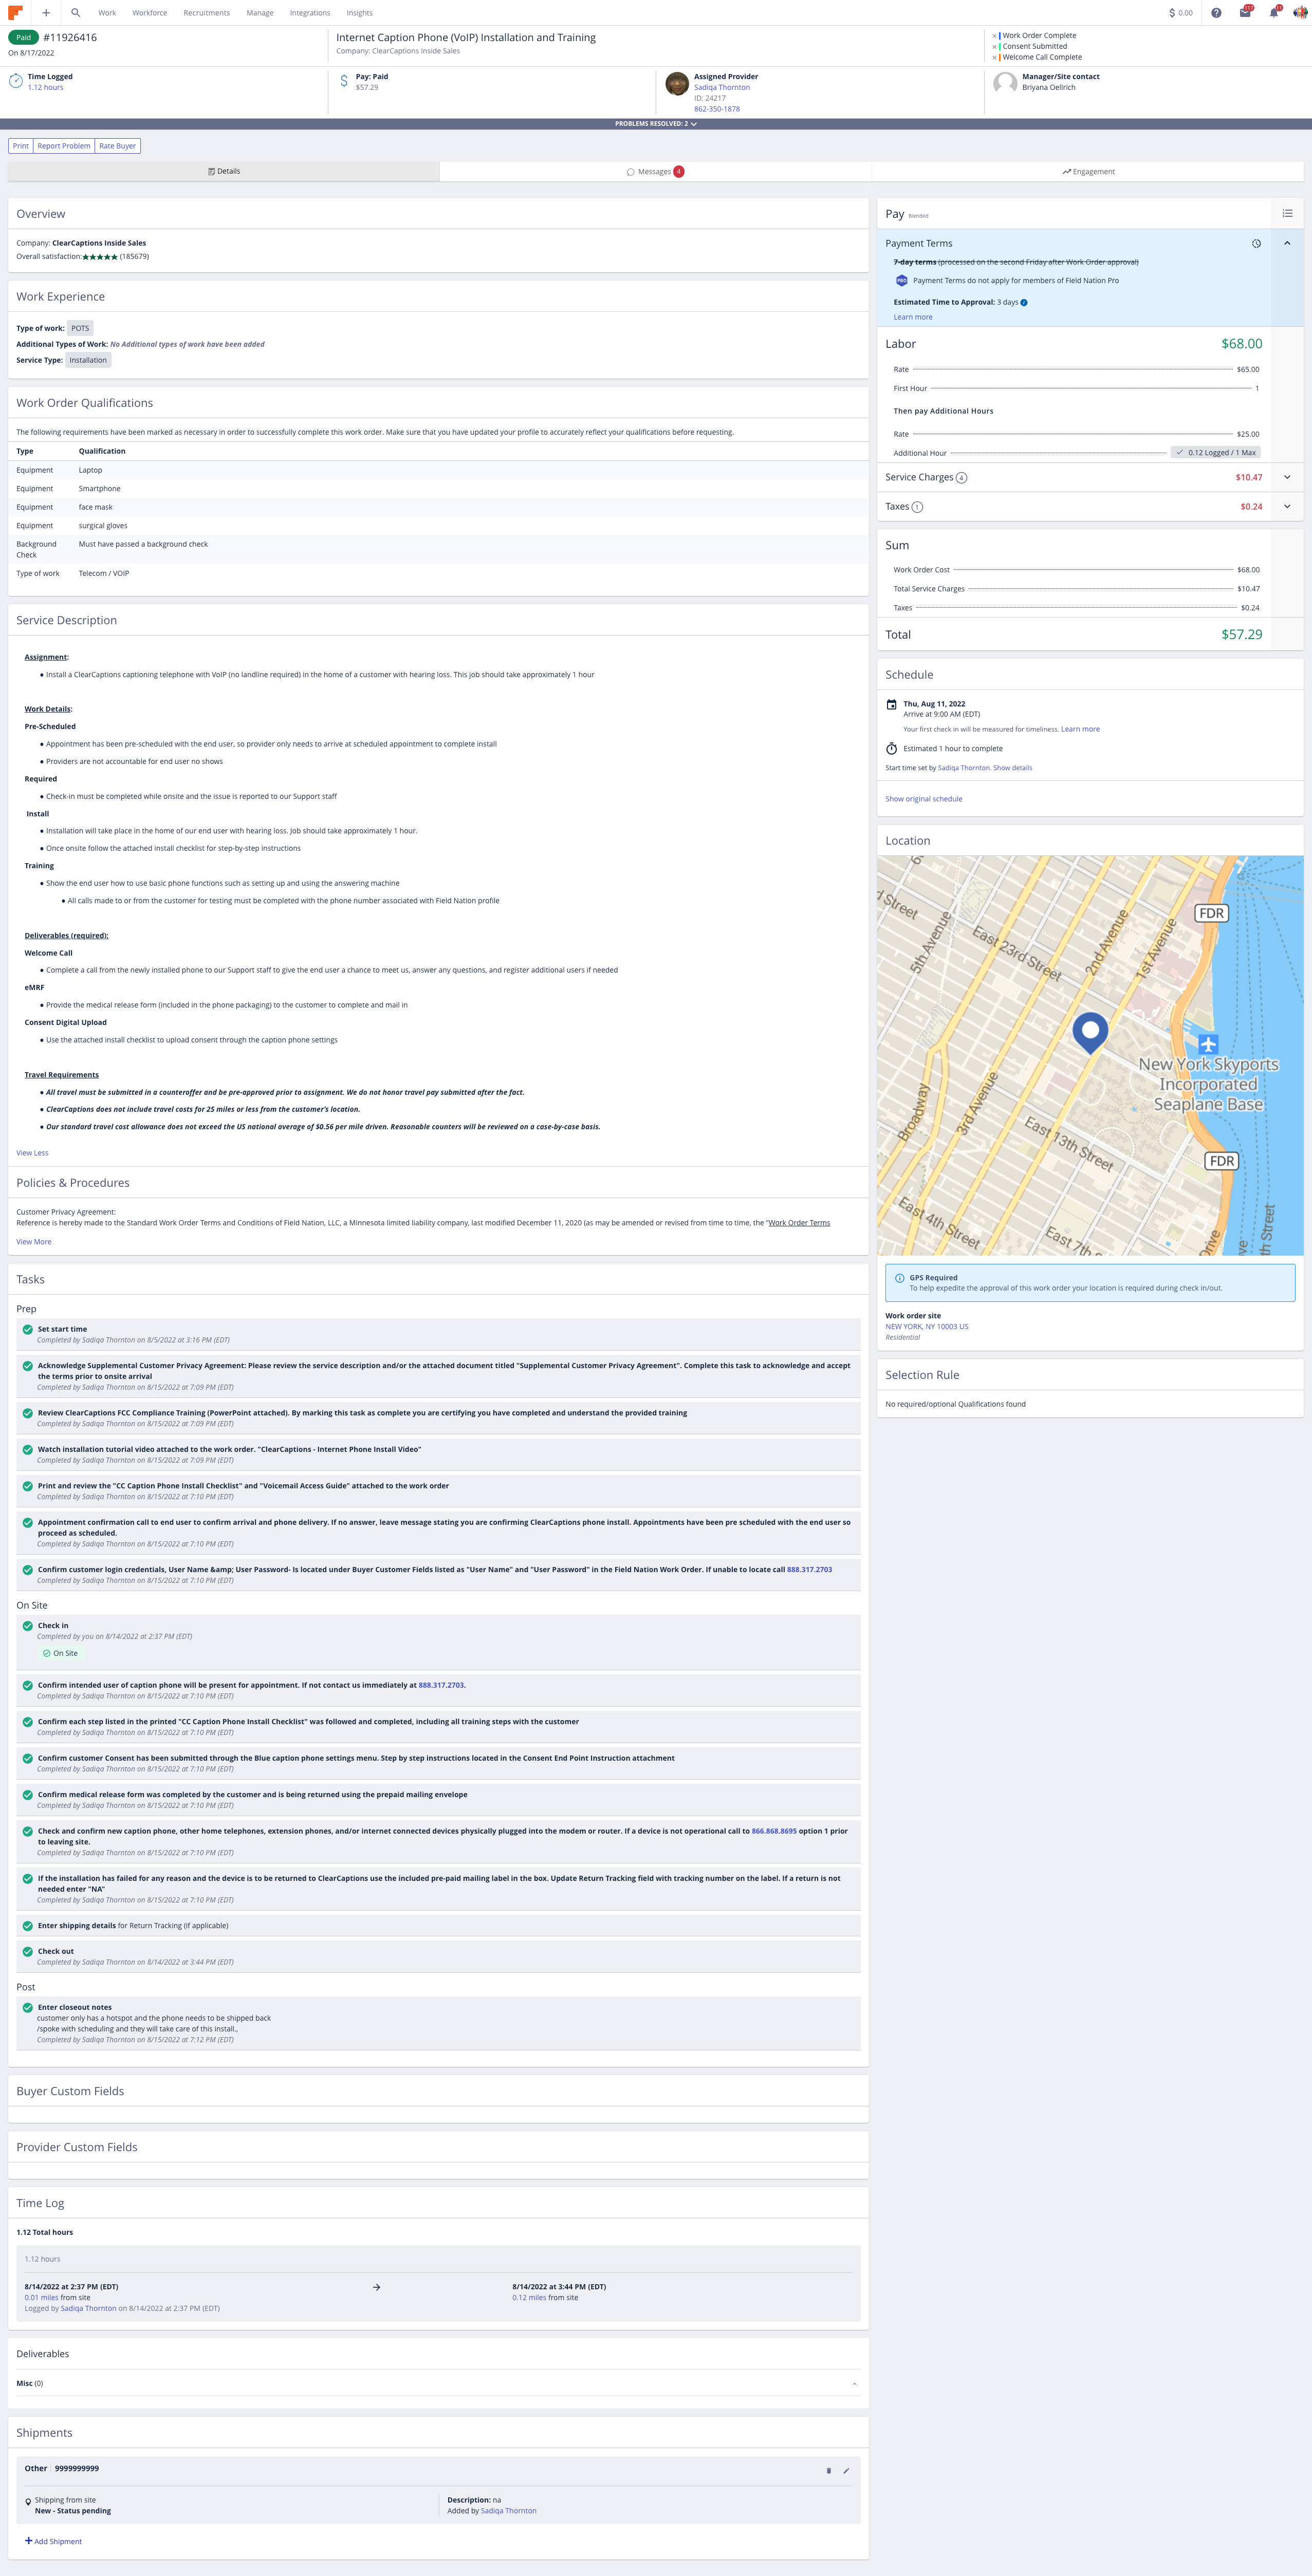 Work Workforce Recruitments Manage Integrations Insights $ 0.00 117 11
Paid #11926416
On 8/17/2022
Internet Captain Phone (VoIP) Installation and Training
Company: ClearCaptions Inside Sales
× Work Order Complete
× Consent Submitted
× Welcome Call Complete
Time Logged
1.12 hours
Pay: Paid
$57.29
Assigned Provider
Sadiqa Thornton
ID: 24217
862-350-1878
Manager/Site contact
Briyana Oellrich
PROBLEMS RESOLVED: 2
Print Report Problem Rate Buyer
Details Messages 4 Engagement
Overview
Company: ClearCaptions Inside Sales
Overall satisfaction:★★★★★ (185679)
Work Experience
Type of work: POTS
Additional Types of Work: No Additional types of work have been added
Service Type: Installation
Work Order Qualifications
The following requirements have been marked as necessary in order to successfully complete this work order. Make sure that you have updated your profile to accurately reflect your qualifications before requesting.
Type Qualification
Equipment Laptop
Equipment Smartphone
Equipment face mask
Equipment surgical gloves
Background Must have passed a background check
Check
Type of work Telecom / VOIP
Service Description
Assignment:
• Install a ClearCaptions captioning telephone with VoIP (no landline required) in the home of a customer with hearing loss. This job should take approximately 1 hour
Work Details:
Pre-Scheduled
• Appointment has been pre-scheduled with the end user, so provider only needs to arrive at scheduled appointment to complete install
• Providers are not accountable for end user no shows
Required
• Check-in must be completed while onsite and the issue is reported to our Support staff
Install
• Installation will take place in the home of our end user with hearing loss. Job should take approximately 1 hour.
• Once onsite follow the attached install checklist for step-by-step instructions
Training
• Show the end user how to use basic phone functions such as setting up and using the answering machine
• All calls made to or from the customer for testing must be completed with the phone number associated with Field Nation profile
Deliverables (required):
Welcome Call
• Complete a call from the newly installed phone to our Support staff to give the end user a chance to meet us, answer any questions, and register additional users if needed
eMRF
• Provide the medical release form (included in the phone packaging) to the customer to complete and mail in
Consent Digital Upload
• Use the attached install checklist to upload consent through the caption phone settings
Travel Requirements
• All travel must be submitted in a counteroffer and be pre-approved prior to assignment. We do not honor travel pay submitted after the fact.
• ClearCaptions does not include travel costs for 25 miles or less from the customer's location.
• Our standard travel cost allowance does not exceed the US national average of $0.56 per mile driven. Reasonable counters will be reviewed on a case-by-case basis.
View Less
Policies & Procedures
Customer Privacy Agreement:
Reference is hereby made to the Standard Work Order Terms and Conditions of Field Nation, LLC, a Minnesota limited liability company, last modified December 11, 2020 (as may be amended or revised from time to time, the "Work Order Terms
View More
Tasks
Prep
Set start time
Completed by Sadiqa Thornton on 8/5/2022 at 3:16 PM (EDT)
Acknowledge Supplemental Customer Privacy Agreement: Please review the service description and/or the attached document titled "Supplemental Customer Privacy Agreement". Complete this task to acknowledge and accept
the terms prior to onsite arrival
Completed by Sadiqa Thornton on 8/15/2022 at 7:09 PM (EDT)
Review ClearCaptions FCC Compliance Training (PowerPoint attached). By marking this task as complete you are certifying you have completed and understand the provided training
Completed by Sadiqa Thornton on 8/15/2022 at 7:09 PM (EDT)
Watch installation tutorial video attached to the work order. "ClearCaptions - Internet Phone Install Video"
Completed by Sadiqa Thornton on 8/15/2022 at 7:09 PM (EDT)
Print and review the "CC Caption Phone Install Checklist" and "Voicemail Access Guide" attached to the work order
Completed by Sadiqa Thornton on 8/15/2022 at 7:10 PM (EDT)
Appointment confirmation call to end user to confirm arrival and phone delivery. If no answer, leave message stating you are confirming ClearCaptions phone install. Appointments have been pre scheduled with the end user so
proceed as scheduled.
Completed by Sadiqa Thornton on 8/15/2022 at 7:10 PM (EDT)
Confirm customer login credentials, User Name &amp; User Password- Is located under Buyer Customer Fields listed as "User Name" and "User Password" in the Field Nation Work Order. If unable to locate call 888.317.2703
Completed by Sadiqa Thornton on 8/15/2022 at 7:10 PM (EDT)
On Site
Check in
Completed by you on 8/14/2022 at 2:37 PM (EDT)
On Site
Confirm intended user of caption phone will be present for appointment. If not contact us immediately at 888.317.2703.
Completed by Sadiqa Thornton on 8/15/2022 at 7:10 PM (EDT)
Confirm each step listed in the printed "CC Caption Phone Install Checklist" was followed and completed, including all training steps with the customer
Completed by Sadiqa Thornton on 8/15/2022 at 7:10 PM (EDT)
Confirm customer Consent has been submitted through the Blue caption phone settings menu. Step by step instructions located in the Consent End Point Instruction attachment
Completed by Sadiqa Thornton on 8/15/2022 at 7:10 PM (EDT)
Confirm medical release form was completed by the customer and is being returned using the prepaid mailing envelope
Completed by Sadiqa Thornton on 8/15/2022 at 7:10 PM (EDT)
Check and confirm new caption phone, other home telephones, extension phones, and/or internet connected devices physically plugged into the modem or router. If a device is not operational call to 866.868.8695 option 1 prior
to leaving site.
Completed by Sadiqa Thornton on 8/15/2022 at 7:10 PM (EDT)
If the installation has failed for any reason and the device is to be returned to ClearCaptions use the included pre-paid mailing label in the box. Update Return Tracking field with tracking number on the label. If a return is not
needed enter "NA"
Completed by Sadiqa Thornton on 8/15/2022 at 7:10 PM (EDT)
Enter shipping details for Return Tracking (if applicable)
Check out
Completed by Sadiqa Thornton on 8/14/2022 at 3:44 PM (EDT)
Post
Enter closeout notes
customer only has a hotspot and the phone needs to be shipped back
/spoke with scheduling and they will take care of this install.,
Completed by Sadiqa Thornton on 8/15/2022 at 7:12 PM (EDT)
Buyer Custom Fields
Provider Custom Fields
Time Log
1.12 Total hours
1.12 hours
8/14/2022 at 2:37 PM (EDT) → 8/14/2022 at 3:44 PM (EDT)
0.01 miles from site 0.12 miles from site
Logged by Sadiqa Thornton on 8/14/2022 at 2:37 PM (EDT)
Deliverables
Misc (0)
Shipments
Other 9999999999
Shipping from site
New - Status pending
Description: na
Added by Sadiqa Thornton
+ Add Shipment
Pay Blended
Payment Terms
7-day terms (processed on the second Friday after Work Order approval)
PRO Payment Terms do not apply for members of Field Nation Pro
Estimated Time to Approval: 3 days
Learn more
Labor $68.00
Rate $65.00
First Hour 1
Then pay Additional Hours
Rate $25.00
Additional Hour 0.12 Logged / 1 Max
Service Charges 4 $10.47
Taxes 1 $0.24
Sum
Work Order Cost $68.00
Total Service Charges $10.47
Taxes $0.24
Total $57.29
Schedule
Thu, Aug 11, 2022
Arrive at 9:00 AM (EDT)
Your first check in will be measured for timeliness. Learn more
Estimated 1 hour to complete
Start time set by Sadiqa Thornton. Show details
Show original schedule
Location
FDR
5th Avenue
East 23rd Street
2nd Avenue
1st Avenue
New York Skyports
Incorporated
Seaplane Base
Broadway
3rd Avenue
East 13th Street
FDR
East 4th Street
East 7th
GPS Required
To help expedite the approval of this work order your location is required during check in/out.
Work order site
NEW YORK, NY 10003 US
Residential
Selection Rule
No required/optional Qualifications found